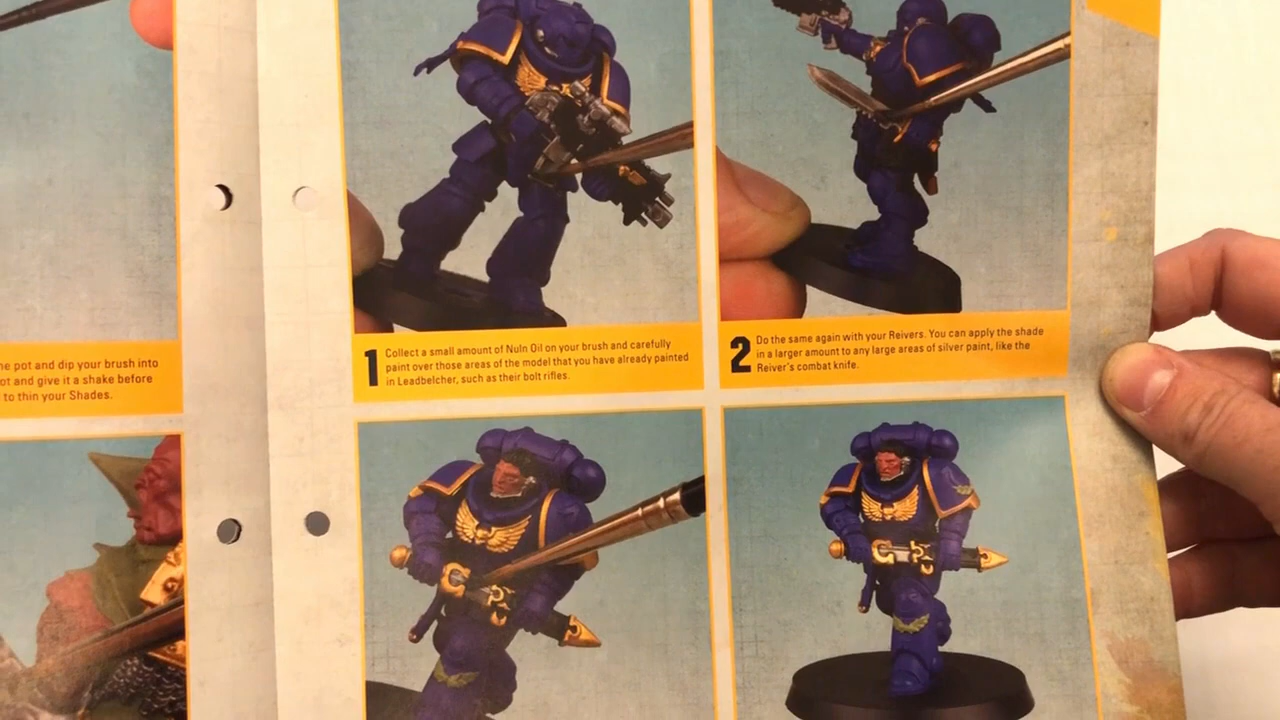 he pot and dip your brush into
ot and give it a shake before
to thin your Shades.
1
Collect a small amount of Nuln Oil on your brush and carefully
paint over those areas of the model that you have already painted
in Leadbelcher, such as their bolt rifles.
2
Do the same again with your Reivers. You can apply the shade
in a larger amount to any large areas of silver paint, like the
Reiver's combat knife.